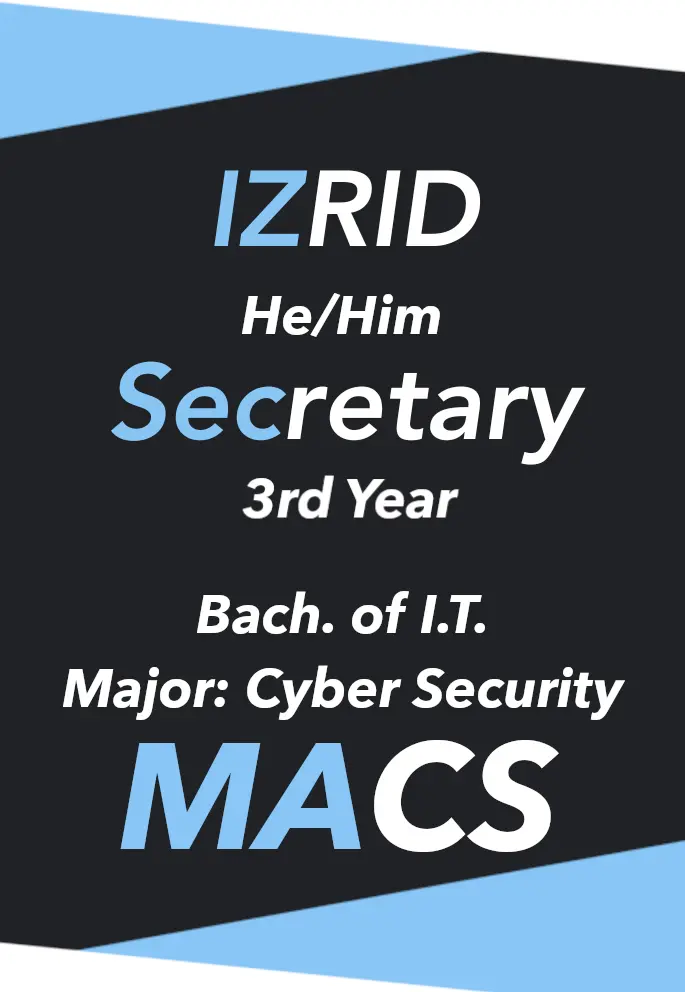 IZRID
He/Him
Secretary
3rd Year
Bach. of I.T.
Major: Cyber Security
MACS